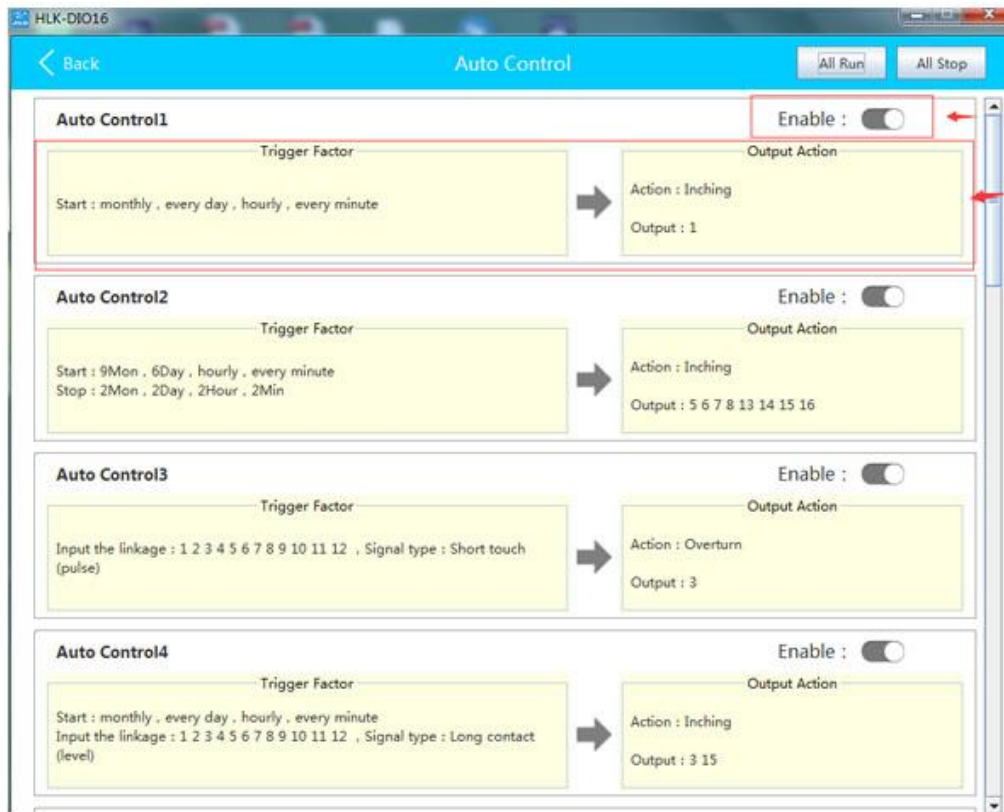 HLK-DIO16
Back
Auto Control
All Run
All Stop
Auto Control1
Enable :
Trigger Factor
Start : monthly , every day , hourly , every minute
Output Action
Action : Inching
Output : 1
Auto Control2
Enable :
Trigger Factor
Start : 9Mon , 6Day , hourly , every minute
Stop : 2Mon , 2Day , 2Hour , 2Min
Output Action
Action : Inching
Output : 5 6 7 8 13 14 15 16
Auto Control3
Enable :
Trigger Factor
Input the linkage : 1 2 3 4 5 6 7 8 9 10 11 12 , Signal type : Short touch
(pulse)
Output Action
Action : Overturn
Output : 3
Auto Control4
Enable :
Trigger Factor
Start : monthly , every day , hourly , every minute
Input the linkage : 1 2 3 4 5 6 7 8 9 10 11 12 , Signal type : Long contact
(level)
Output Action
Action : Inching
Output : 3 15